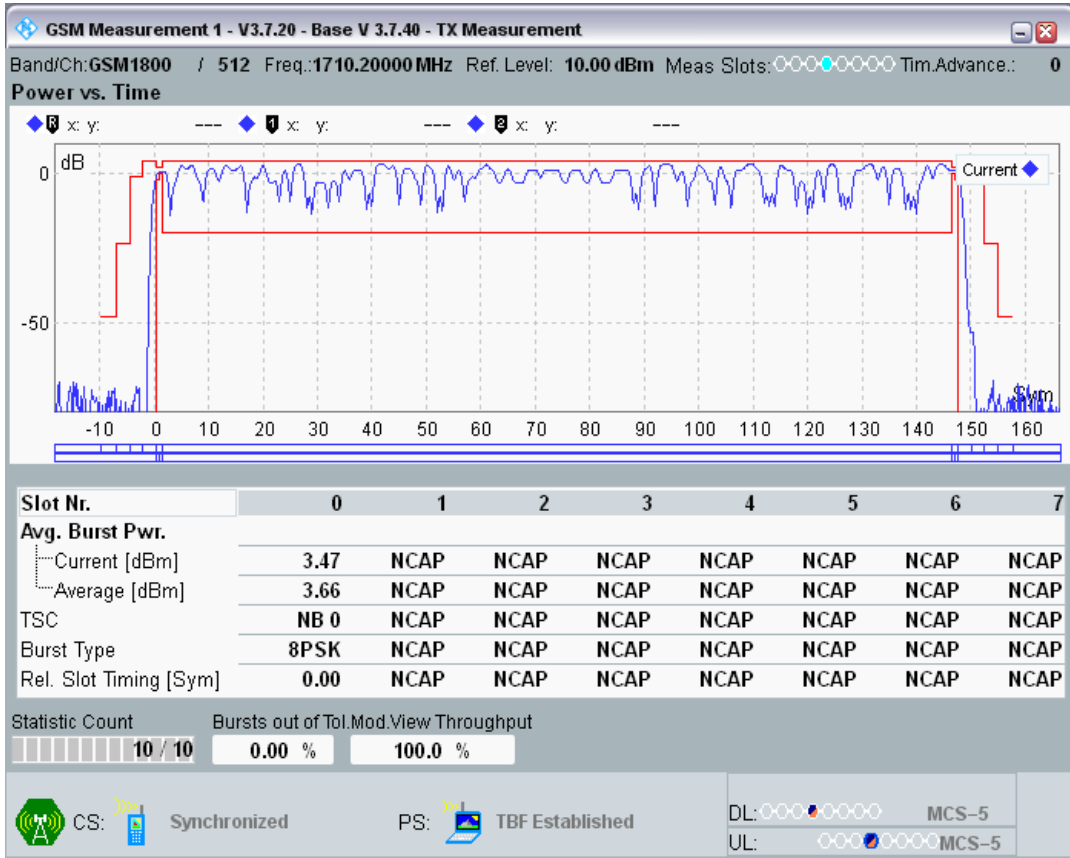 GSM Measurement 1 - V3.7.20 - Base V 3.7.40 - TX Measurement
Band/Ch:GSM1800 / 512 Freq.:1710.20000 MHz Ref. Level: 10.00 dBm Meas Slots: Tim.Advance.: 0
Power vs. Time
R x: y: --- 1 x: y: --- 2 x: y: ---
dB
Current
0
-50
Sym
-10 0 10 20 30 40 50 60 70 80 90 100 110 120 130 140 150 160
Slot Nr. 0 1 2 3 4 5 6 7
Avg. Burst Pwr.
Current [dBm] 3.47 NCAP NCAP NCAP NCAP NCAP NCAP NCAP
Average [dBm] 3.66 NCAP NCAP NCAP NCAP NCAP NCAP NCAP
TSC NB 0 NCAP NCAP NCAP NCAP NCAP NCAP NCAP
Burst Type 8PSK NCAP NCAP NCAP NCAP NCAP NCAP NCAP
Rel. Slot Timing [Sym] 0.00 NCAP NCAP NCAP NCAP NCAP NCAP NCAP
Statistic Count Bursts out of Tol.Mod.View Throughput
10 / 10 0.00 % 100.0 %
CS: Synchronized PS: TBF Established
DL: MCS-5
UL: MCS-5